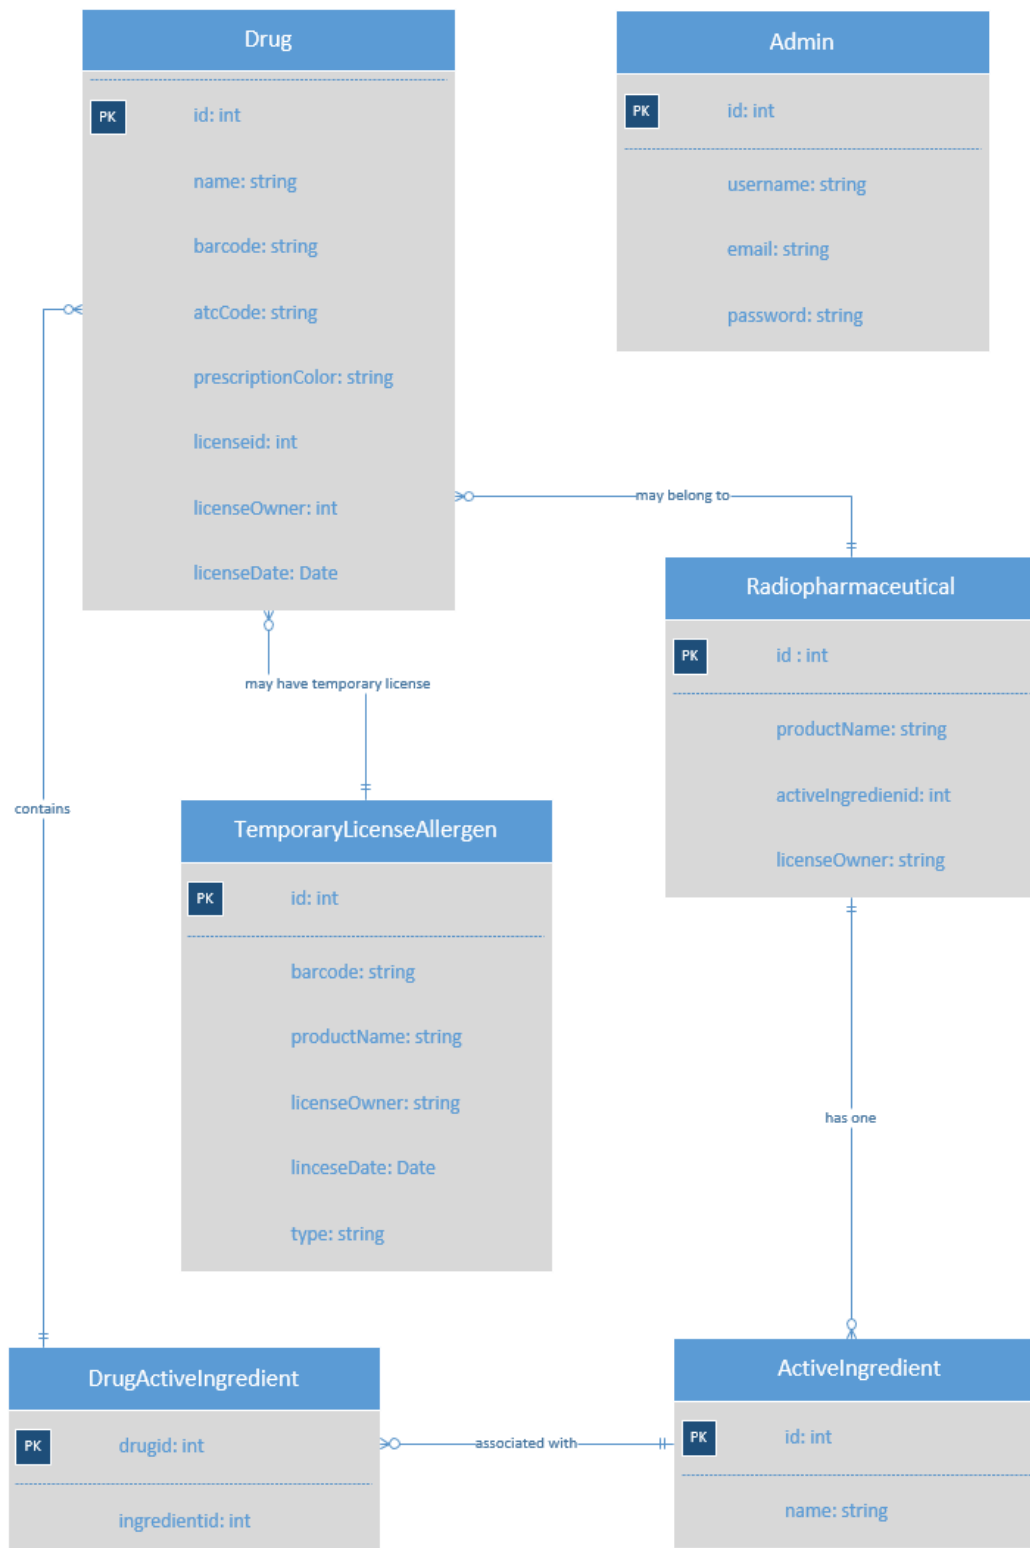 Drug
PK
id: int
name: string
barcode: string
atcCode: string
prescriptionColor: string
licenseid: int
licenseOwner: int
licenseDate: Date
Admin
PK
id: int
username: string
email: string
password: string
may belong to
Radiopharmaceutical
PK
id : int
productName: string
activeIngredienid: int
licenseOwner: string
may have temporary license
contains
TemporaryLicenseAllergen
PK
id: int
barcode: string
productName: string
licenseOwner: string
linceseDate: Date
type: string
has one
DrugActiveIngredient
PK
drugid: int
ingredientid: int
associated with
ActiveIngredient
PK
id: int
name: string